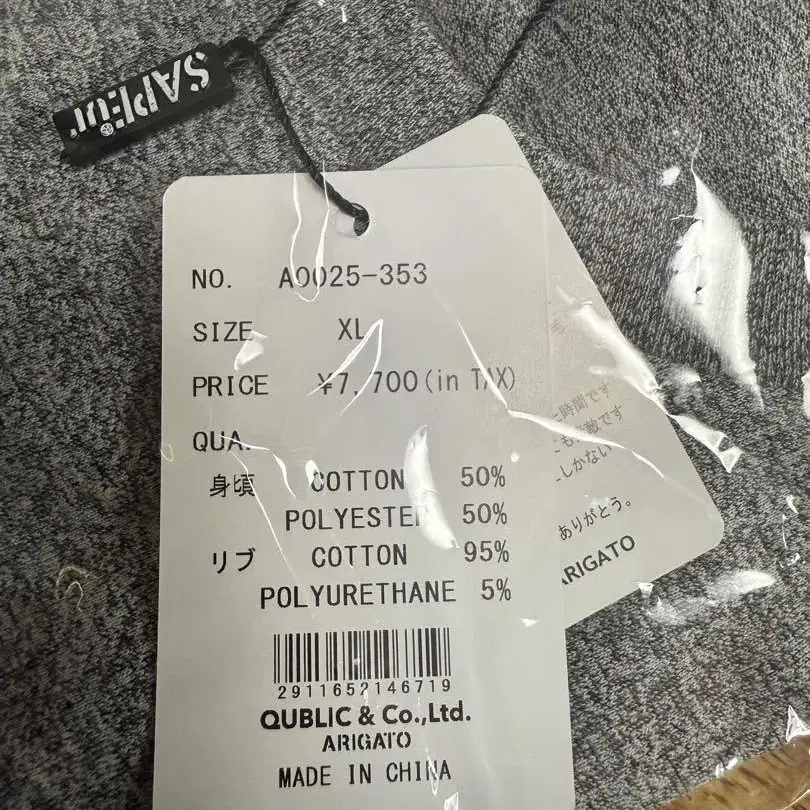 SAPEur
NO. A0025-353
SIZE XL
PRICE ¥7,700(in TAX)
QUA.
身頃 COTTON 50%
POLYESTER 50%
リブ COTTON 95%
POLYURETHANE 5%
2911652146719
QUBLIC & Co.,Ltd.
ARIGATO
MADE IN CHINA
時間です
敵です
しかない
ありがとう。
ARIGATO